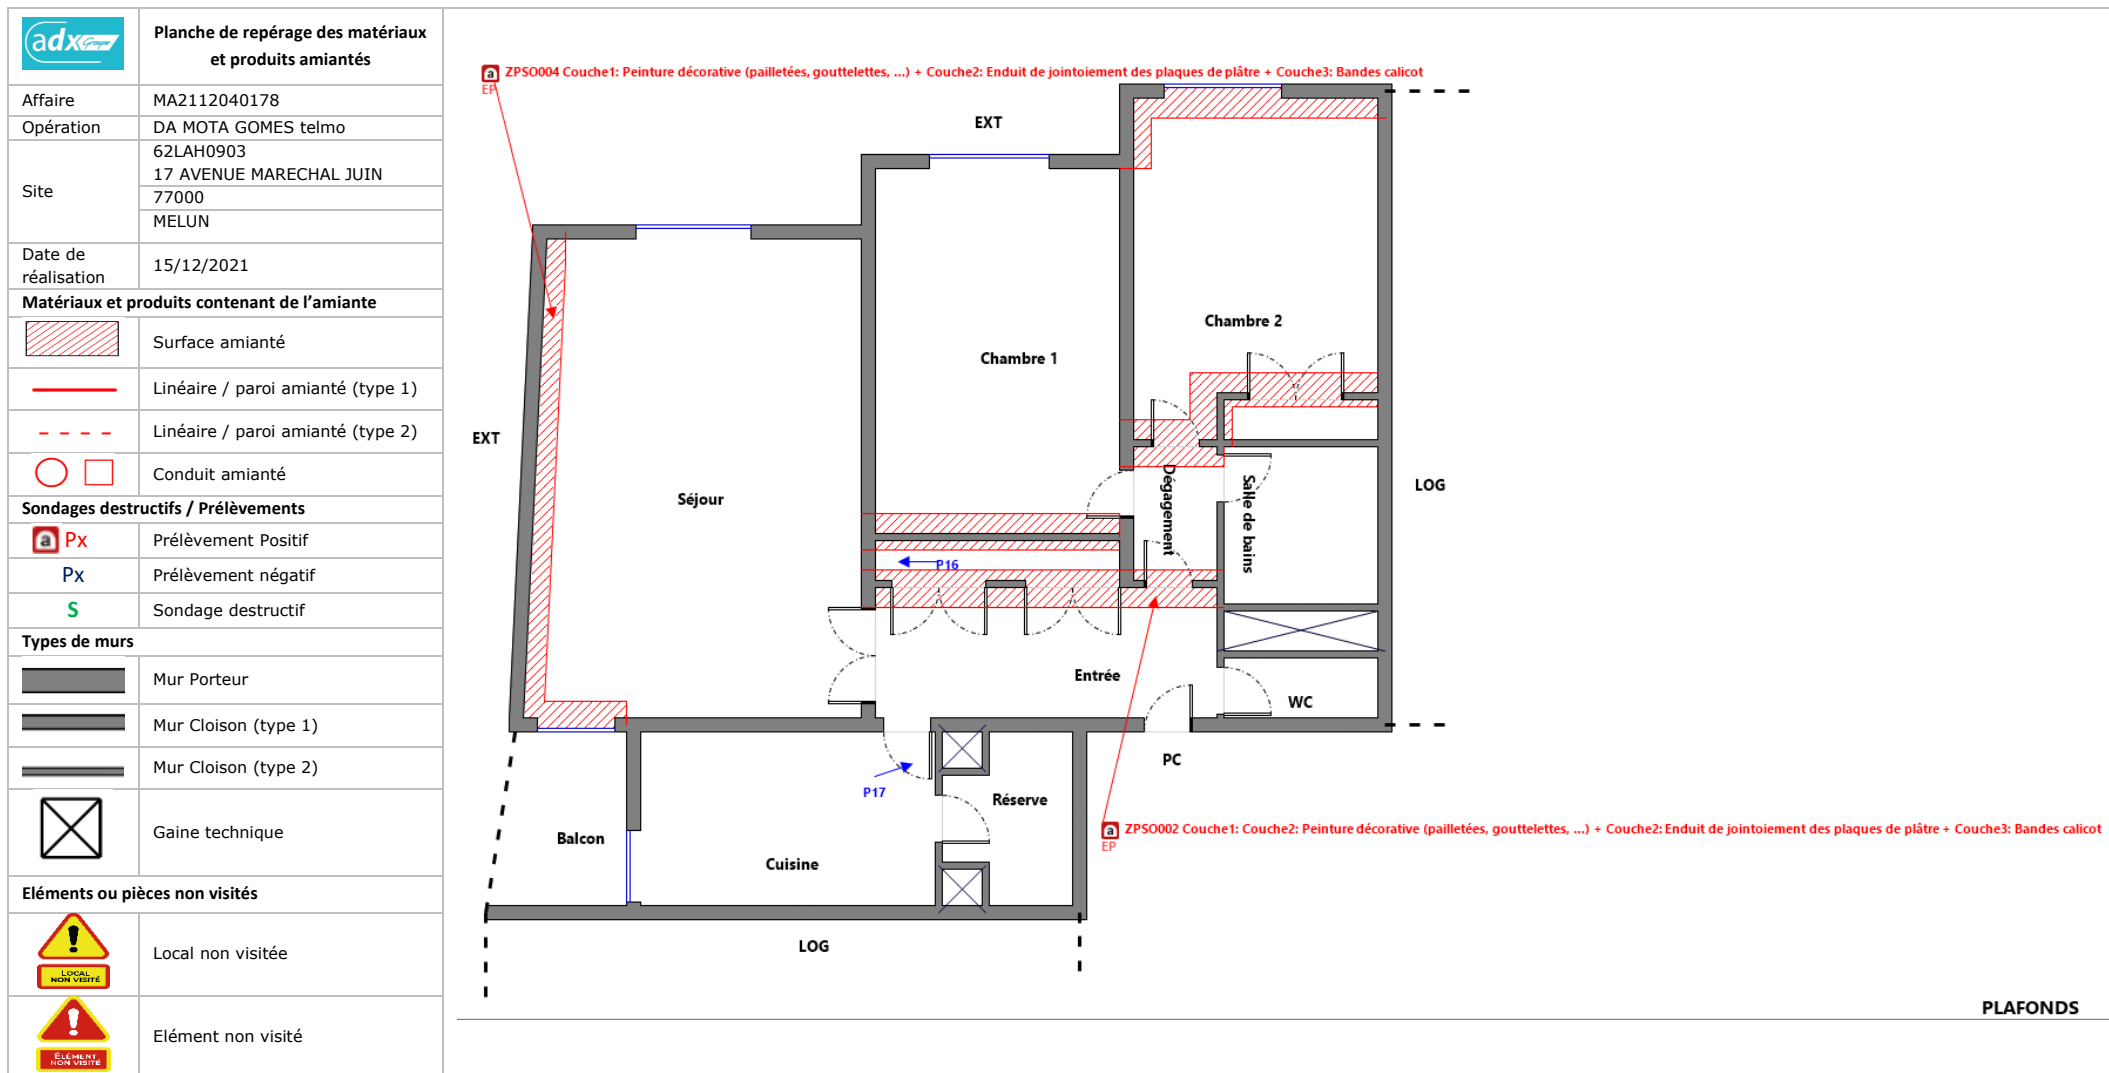 adx Groupe
Planche de repérage des matériaux
et produits amiantés
Affaire
MA2112040178
Opération
DA MOTA GOMES telmo
Site
62LAH0903
17 AVENUE MARECHAL JUIN
77000
MELUN
Date de
réalisation
15/12/2021
Matériaux et produits contenant de l’amiante
Surface amianté
Linéaire / paroi amianté (type 1)
Linéaire / paroi amianté (type 2)
Conduit amianté
Sondages destructifs / Prélèvements
a Px
Prélèvement Positif
Px
Prélèvement négatif
S
Sondage destructif
Types de murs
Mur Porteur
Mur Cloison (type 1)
Mur Cloison (type 2)
Gaine technique
Eléments ou pièces non visités
LOCAL
NON VISITÉ
Local non visitée
ÉLÉMENT
NON VISITÉ
Elément non visité
a ZPSO004 Couche1: Peinture décorative (pailletées, gouttelettes, ...) + Couche2: Enduit de jointoiement des plaques de plâtre + Couche3: Bandes calicot
EP
EXT
Chambre 2
Chambre 1
EXT
Séjour
Dégagement
Salle de bains
LOG
P16
Entrée
WC
PC
P17
Réserve
Balcon
Cuisine
a ZPSO002 Couche1: Couche2: Peinture décorative (pailletées, gouttelettes, ...) + Couche2: Enduit de jointoiement des plaques de plâtre + Couche3: Bandes calicot
EP
LOG
PLAFONDS